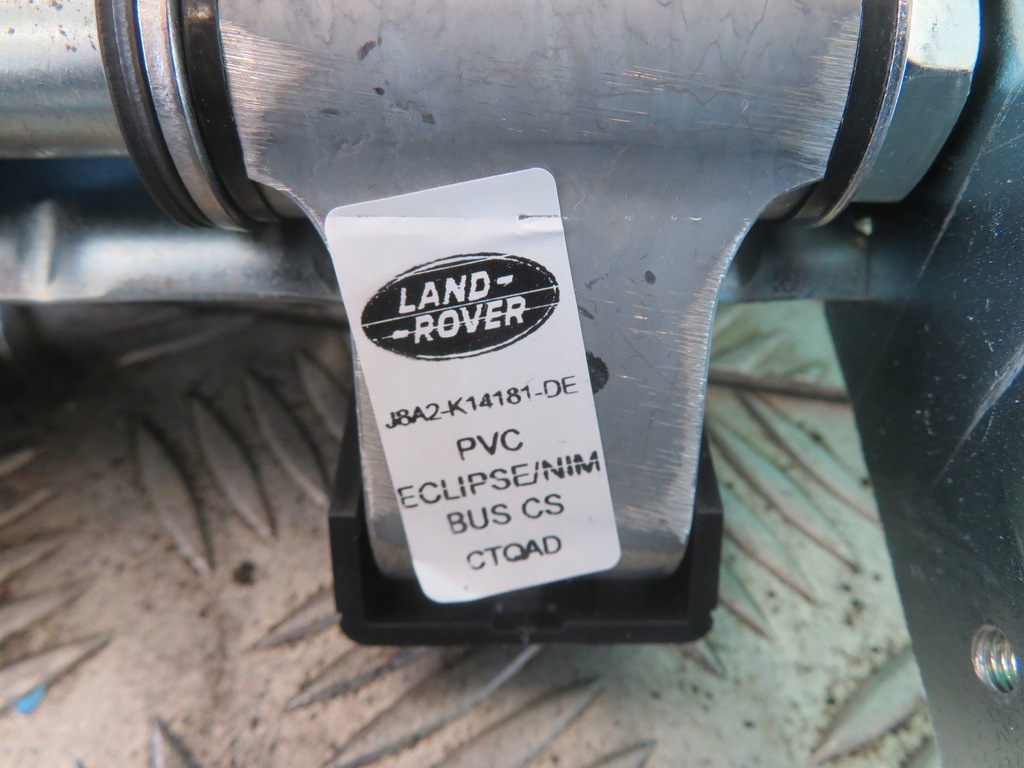 LAND-
-ROVER
J8A2-K14181-DE
PVC
ECLIPSE/NIM
BUS CS
CTQAD